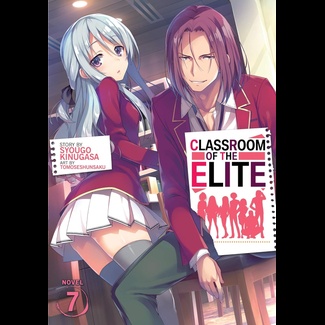 STORY BY
SYOUGO
KINUGASA
ART BY
TOMOSESHUNSAKU
CLASSROOM
OF THE
ELITE
NOVEL
7